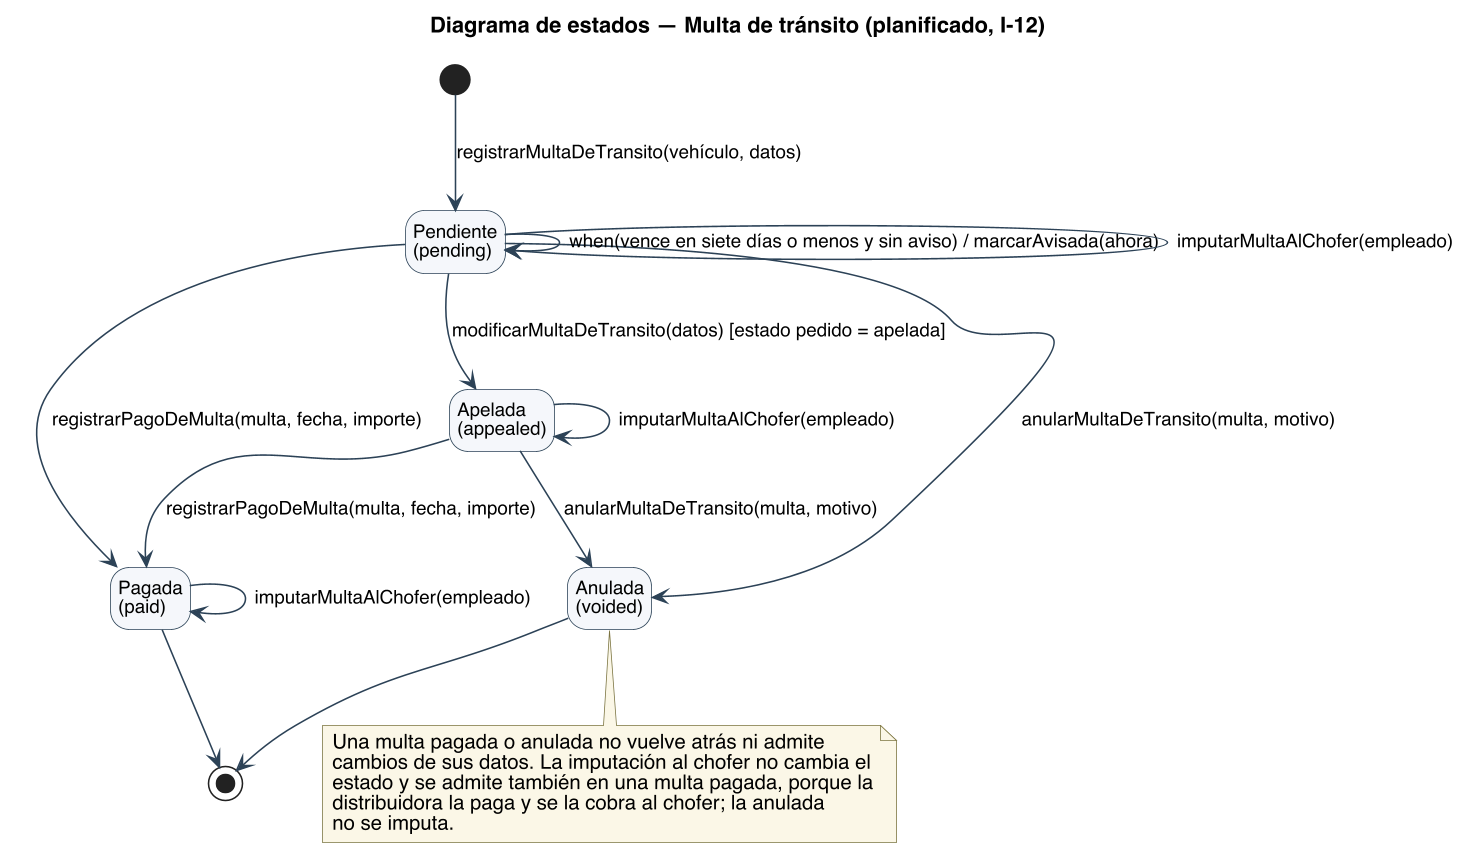 Diagrama de estados — Multa de tránsito (planificado, I-12)
registrarMultaDeTransito(vehículo, datos)
Pendiente
(pending)
when(vence en siete días o menos y sin aviso) / marcarAvisada(ahora)
imputarMultaAlChofer(empleado)
modificarMultaDeTransito(datos) [estado pedido = apelada]
registrarPagoDeMulta(multa, fecha, importe)
Apelada
(appealed)
imputarMultaAlChofer(empleado)
anularMultaDeTransito(multa, motivo)
registrarPagoDeMulta(multa, fecha, importe)
anularMultaDeTransito(multa, motivo)
Pagada
(paid)
imputarMultaAlChofer(empleado)
Anulada
(voided)
Una multa pagada o anulada no vuelve atrás ni admite
cambios de sus datos. La imputación al chofer no cambia el
estado y se admite también en una multa pagada, porque la
distribuidora la paga y se la cobra al chofer; la anulada
no se imputa.